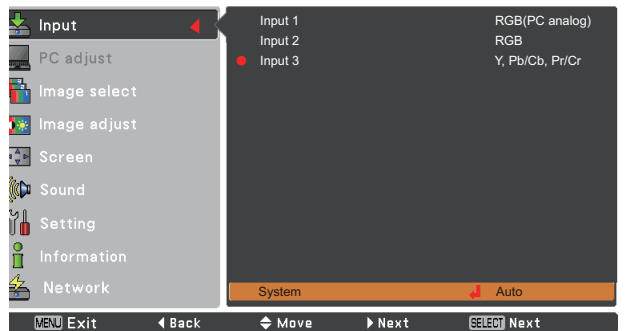 Input
PC adjust
Image select
Image adjust
Screen
Sound
Setting
Information
Network
Input 1 RGB(PC analog)
Input 2 RGB
Input 3 Y, Pb/Cb, Pr/Cr
System Auto
MENU Exit Back Move Next SELECT Next